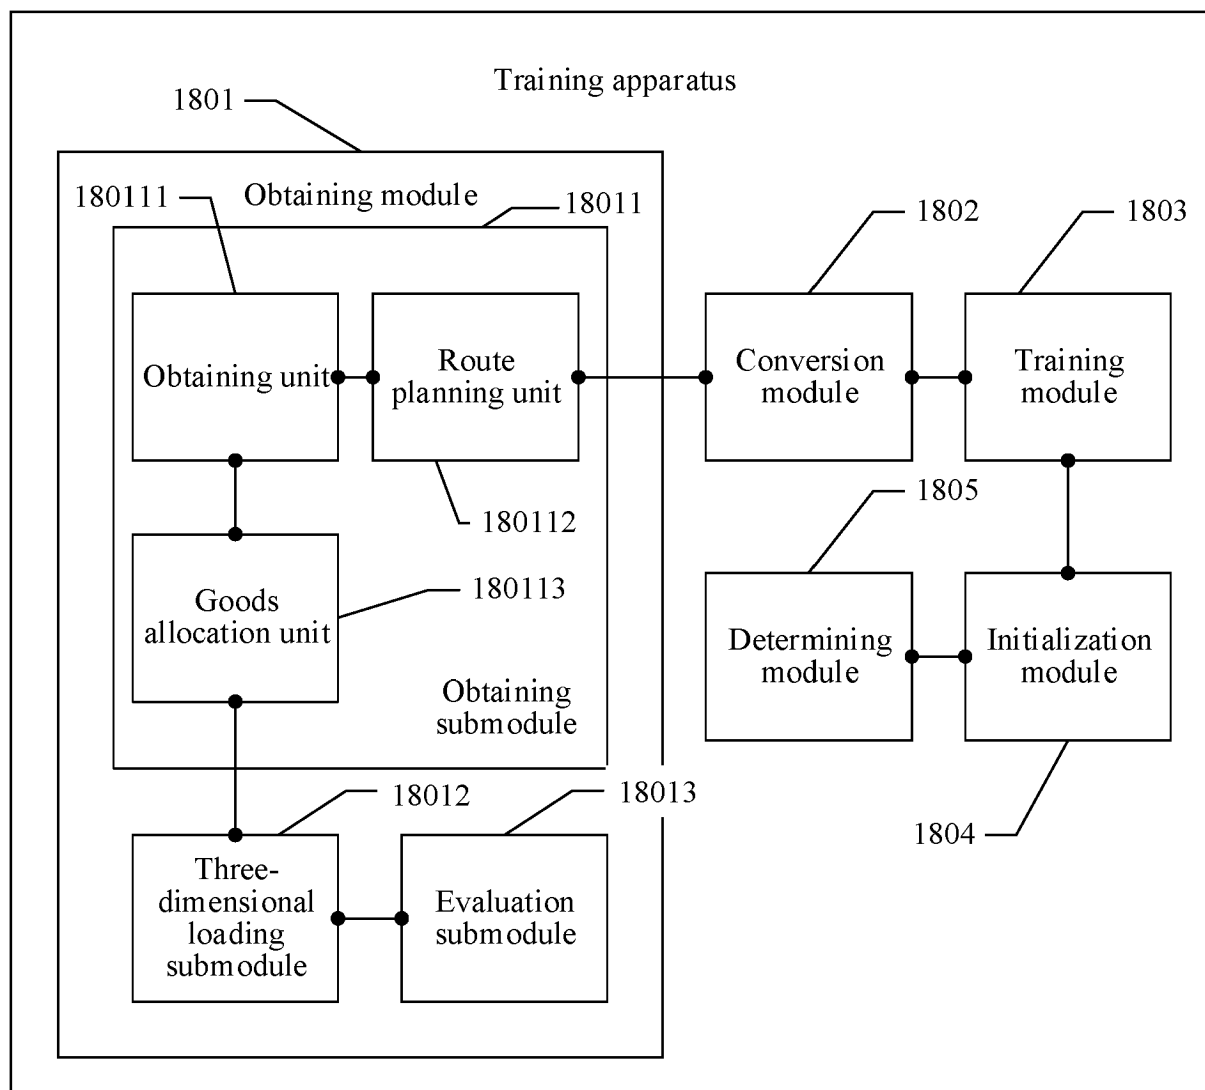 Training apparatus
1801
Obtaining module
180111
18011
1802
1803
Obtaining unit
Route
planning unit
Conversion
module
Training
module
180112
1805
Goods
allocation unit
180113
Determining
module
Initialization
module
Obtaining
submodule
18012
18013
1804
Three-
dimensional
loading
submodule
Evaluation
submodule